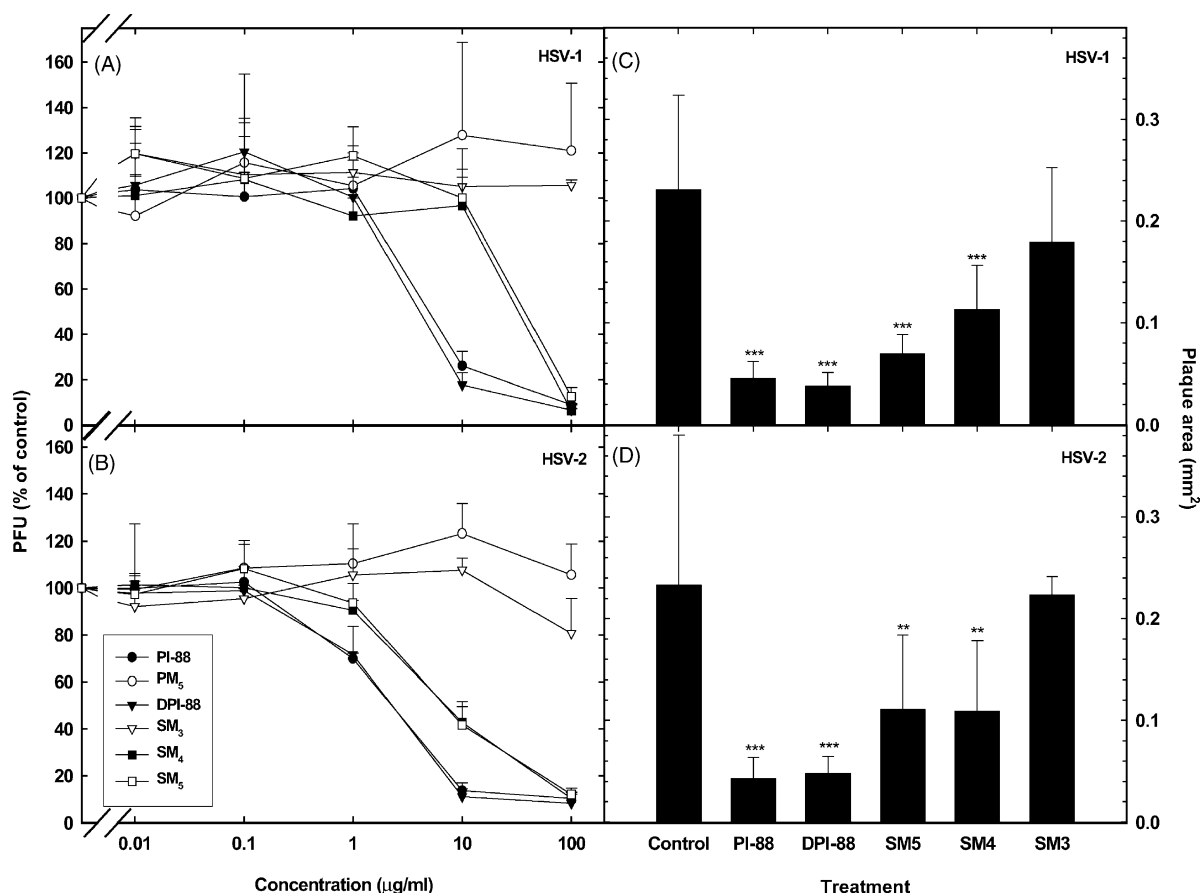 (A)
HSV-1
160
140
120
100
80
60
40
20
0
(B)
HSV-2
160
140
120
100
80
60
40
20
0
PFU (% of control)
PI-88
PM5
DPI-88
SM3
SM4
SM5
0.01 0.1 1 10 100
Concentration (μg/ml)
(C)
HSV-1
***
***
***
***
0.3
0.2
0.1
0.0
(D)
HSV-2
***
***
**
**
0.3
0.2
0.1
0.0
Plaque area (mm2)
Control PI-88 DPI-88 SM5 SM4 SM3
Treatment